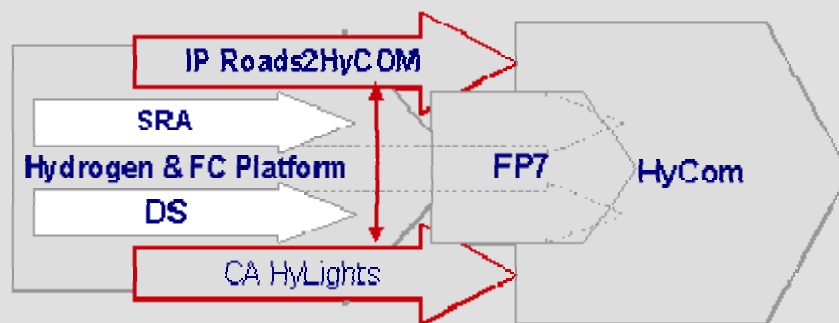 IP Roads2HyCOM
SRA
Hydrogen & FC Platform
FP7
HyCom
DS
CA HyLights